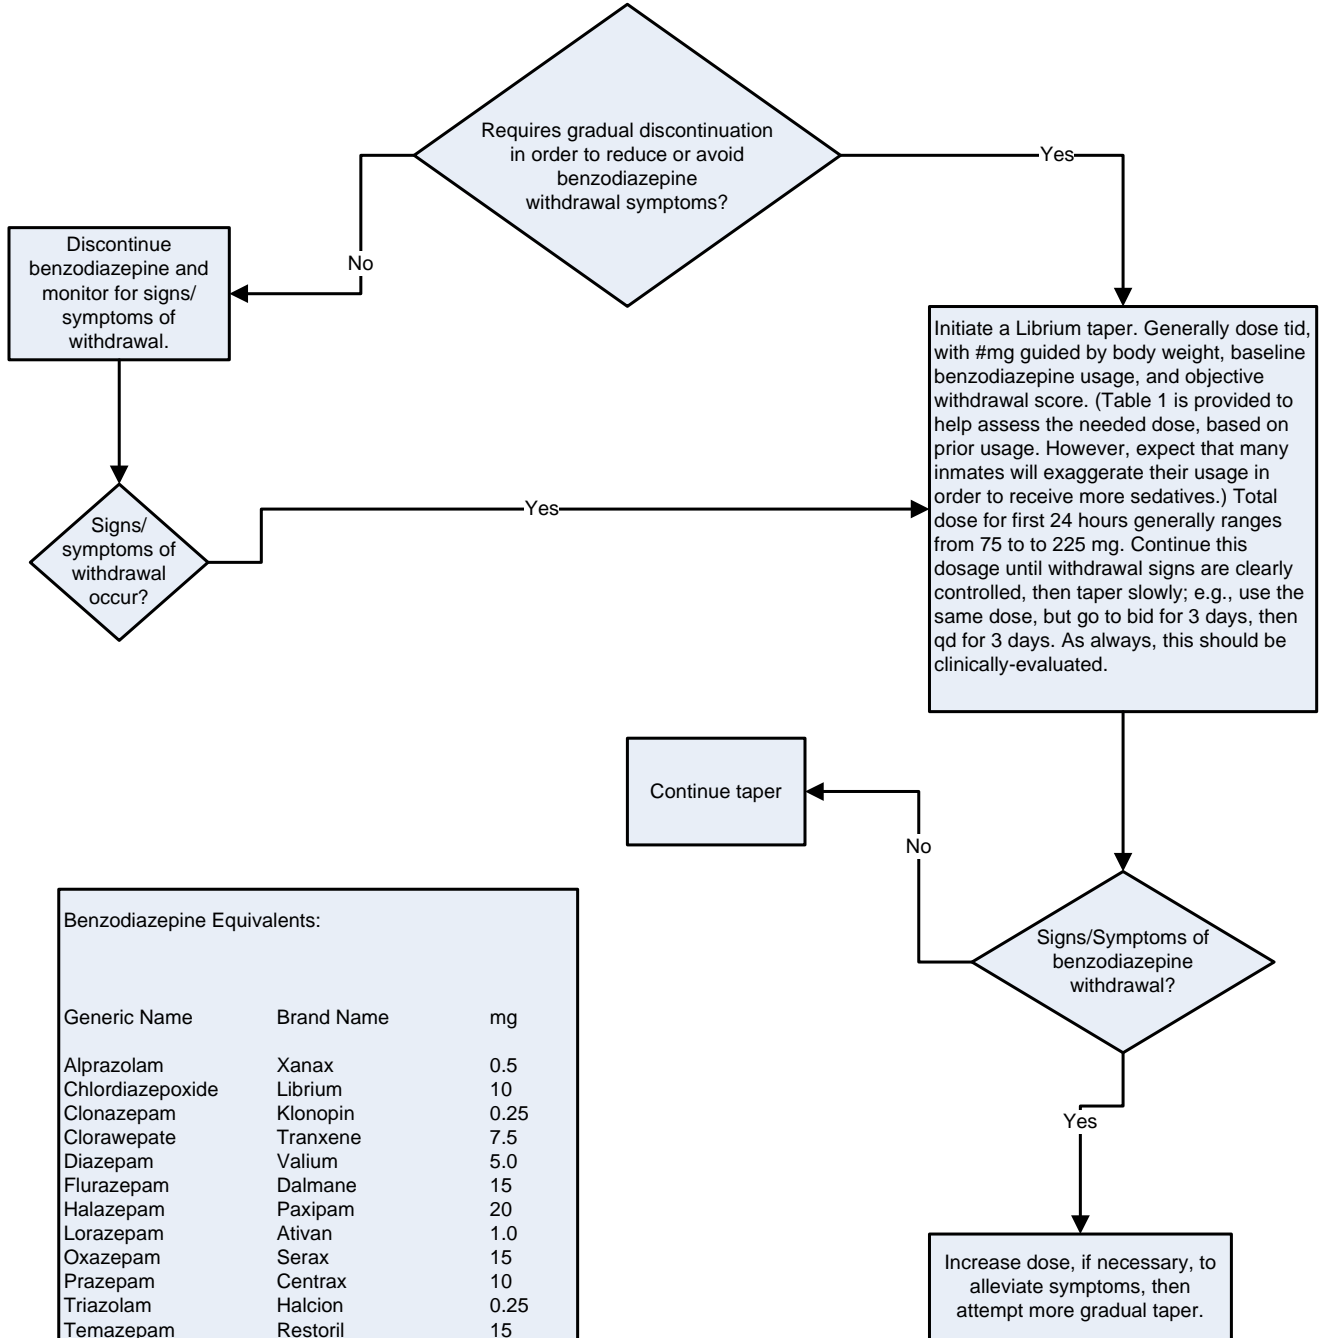 Requires gradual discontinuation
in order to reduce or avoid
benzodiazepine
withdrawal symptoms?
Yes
No
Discontinue
benzodiazepine and
monitor for signs/
symptoms of
withdrawal.
Initiate a Librium taper. Generally dose tid,
with #mg guided by body weight, baseline
benzodiazepine usage, and objective
withdrawal score. (Table 1 is provided to
help assess the needed dose, based on
prior usage. However, expect that many
inmates will exaggerate their usage in
order to receive more sedatives.) Total
dose for first 24 hours generally ranges
from 75 to to 225 mg. Continue this
dosage until withdrawal signs are clearly
controlled, then taper slowly; e.g., use the
same dose, but go to bid for 3 days, then
qd for 3 days. As always, this should be
clinically-evaluated.
Signs/
symptoms of
withdrawal
occur?
Yes
Continue taper
No
Signs/Symptoms of
benzodiazepine
withdrawal?
Yes
Increase dose, if necessary, to
alleviate symptoms, then
attempt more gradual taper.
Benzodiazepine Equivalents:
Generic Name Brand Name mg
Alprazolam Xanax 0.5
Chlordiazepoxide Librium 10
Clonazepam Klonopin 0.25
Clorawepate Tranxene 7.5
Diazepam Valium 5.0
Flurazepam Dalmane 15
Halazepam Paxipam 20
Lorazepam Ativan 1.0
Oxazepam Serax 15
Prazepam Centrax 10
Triazolam Halcion 0.25
Temazepam Restoril 15